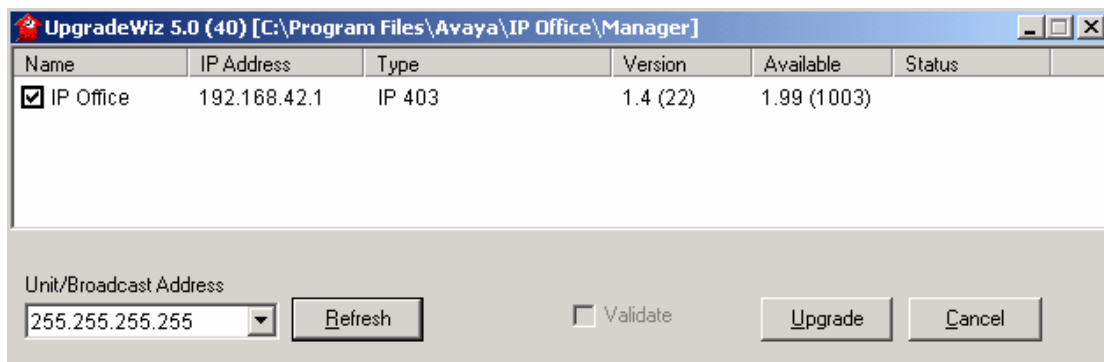 UpgradeWiz 5.0 (40) [C:\Program Files\Avaya\IP Office\Manager]
Name IP Address Type Version Available Status
IP Office 192.168.42.1 IP 403 1.4 (22) 1.99 (1003)
Unit/Broadcast Address
255.255.255.255 Refresh Validate Upgrade Cancel